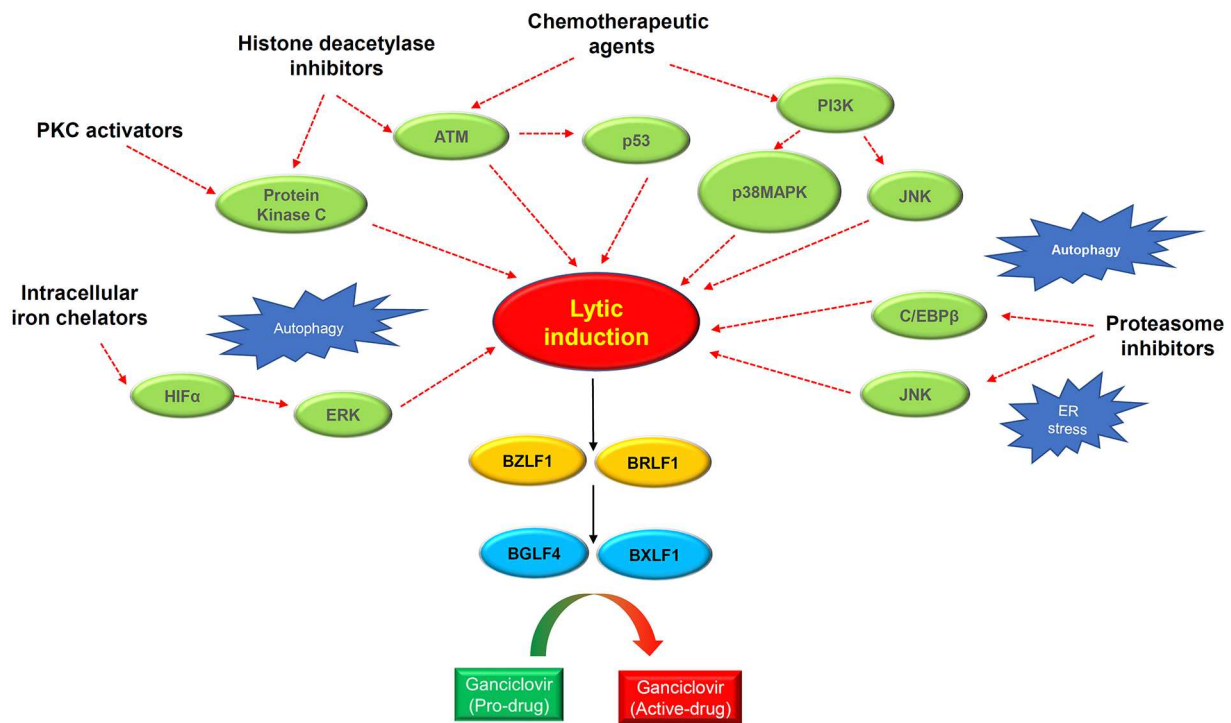 Chemotherapeutic
agents
Histone deacetylase
inhibitors
PKC activators
ATM
p53
PI3K
Protein
Kinase C
p38MAPK
JNK
Autophagy
Intracellular
iron chelators
Autophagy
Lytic
induction
C/EBPβ
Proteasome
inhibitors
HIFα
ERK
JNK
ER
stress
BZLF1
BRLF1
BGLF4
BXLF1
Ganciclovir
(Pro-drug)
Ganciclovir
(Active-drug)